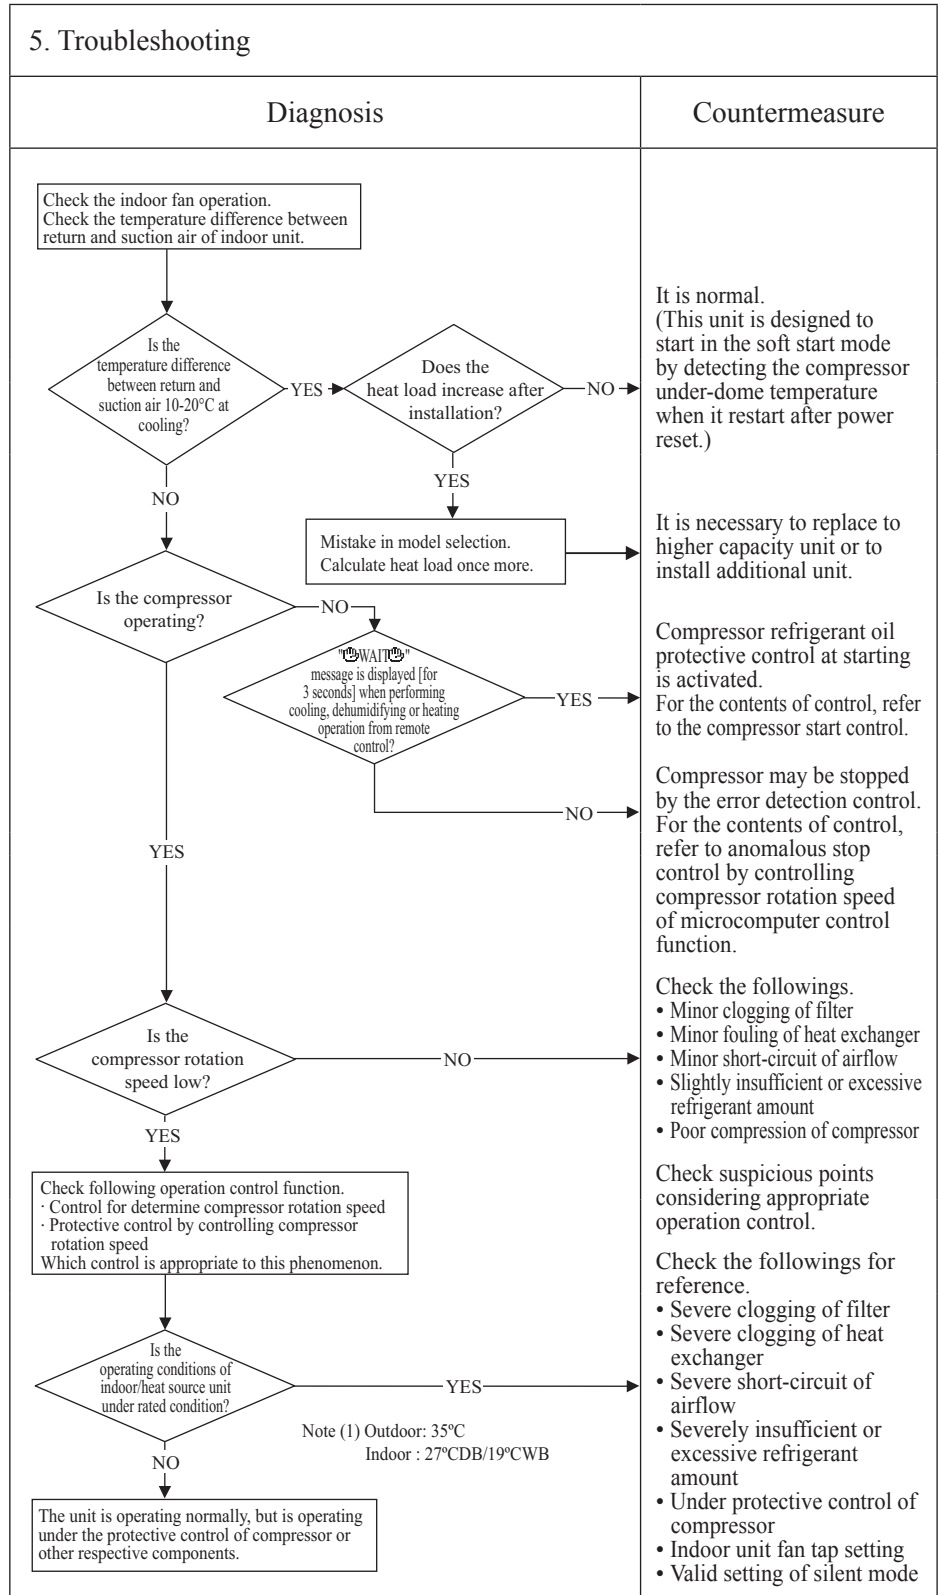 5. Troubleshooting
Diagnosis
Countermeasure
Check the indoor fan operation.
Check the temperature difference between
return and suction air of indoor unit.
Is the
temperature difference
between return and
suction air 10-20°C at
cooling?
YES
Does the
heat load increase after
installation?
NO
It is normal.
(This unit is designed to
start in the soft start mode
by detecting the compressor
under-dome temperature
when it restart after power
reset.)
NO
YES
Mistake in model selection.
Calculate heat load once more.
It is necessary to replace to
higher capacity unit or to
install additional unit.
Is the compressor
operating?
NO
"WAIT"
message is displayed [for
3 seconds] when performing
cooling, dehumidifying or heating
operation from remote
control?
YES
Compressor refrigerant oil
protective control at starting
is activated.
For the contents of control, refer
to the compressor start control.
NO
Compressor may be stopped
by the error detection control.
For the contents of control,
refer to anomalous stop
control by controlling
compressor rotation speed
of microcomputer control
function.
YES
Is the
compressor rotation
speed low?
NO
Check the followings.
• Minor clogging of filter
• Minor fouling of heat exchanger
• Minor short-circuit of airflow
• Slightly insufficient or excessive
refrigerant amount
• Poor compression of compressor
YES
Check following operation control function.
· Control for determine compressor rotation speed
· Protective control by controlling compressor
rotation speed
Which control is appropriate to this phenomenon.
Check suspicious points
considering appropriate
operation control.
Is the
operating conditions of
indoor/heat source unit
under rated condition?
YES
Note (1) Outdoor: 35ºC
Indoor : 27ºCDB/19ºCWB
Check the followings for
reference.
• Severe clogging of filter
• Severe clogging of heat
exchanger
• Severe short-circuit of
airflow
• Severely insufficient or
excessive refrigerant
amount
• Under protective control of
compressor
• Indoor unit fan tap setting
• Valid setting of silent mode
NO
The unit is operating normally, but is operating
under the protective control of compressor or
other respective components.